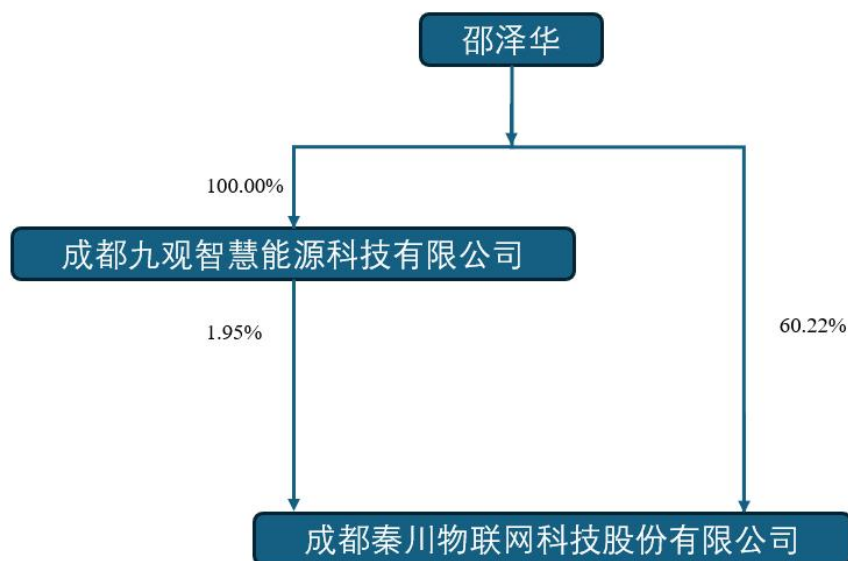 邵泽华
100.00%
成都九观智慧能源科技有限公司
1.95%
60.22%
成都秦川物联网科技股份有限公司